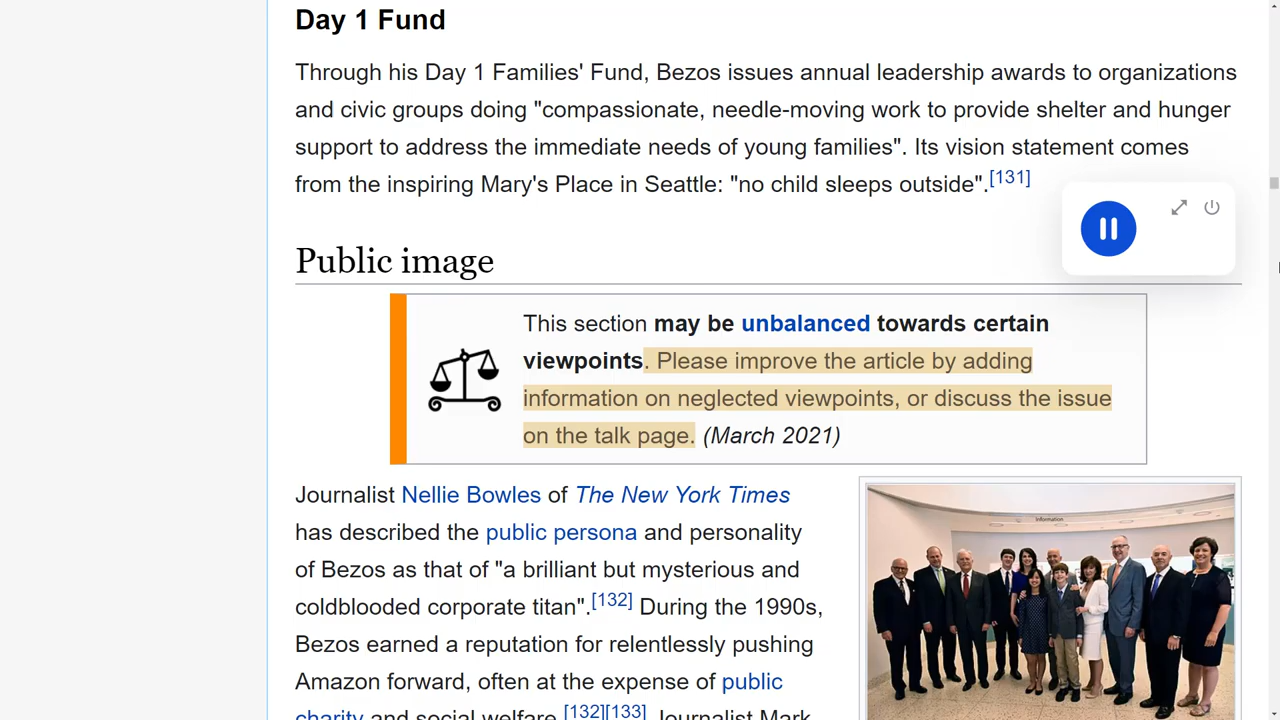 Day 1 Fund
Through his Day 1 Families' Fund, Bezos issues annual leadership awards to organizations
and civic groups doing "compassionate, needle-moving work to provide shelter and hunger
support to address the immediate needs of young families". Its vision statement comes
from the inspiring Mary's Place in Seattle: "no child sleeps outside".[131]
Public image
This section may be unbalanced towards certain
viewpoints. Please improve the article by adding
information on neglected viewpoints, or discuss the issue
on the talk page. (March 2021)
Journalist Nellie Bowles of The New York Times
has described the public persona and personality
of Bezos as that of "a brilliant but mysterious and
coldblooded corporate titan".[132] During the 1990s,
Bezos earned a reputation for relentlessly pushing
Amazon forward, often at the expense of public
charity and social welfare.[132][133] Journalist Mark
Information